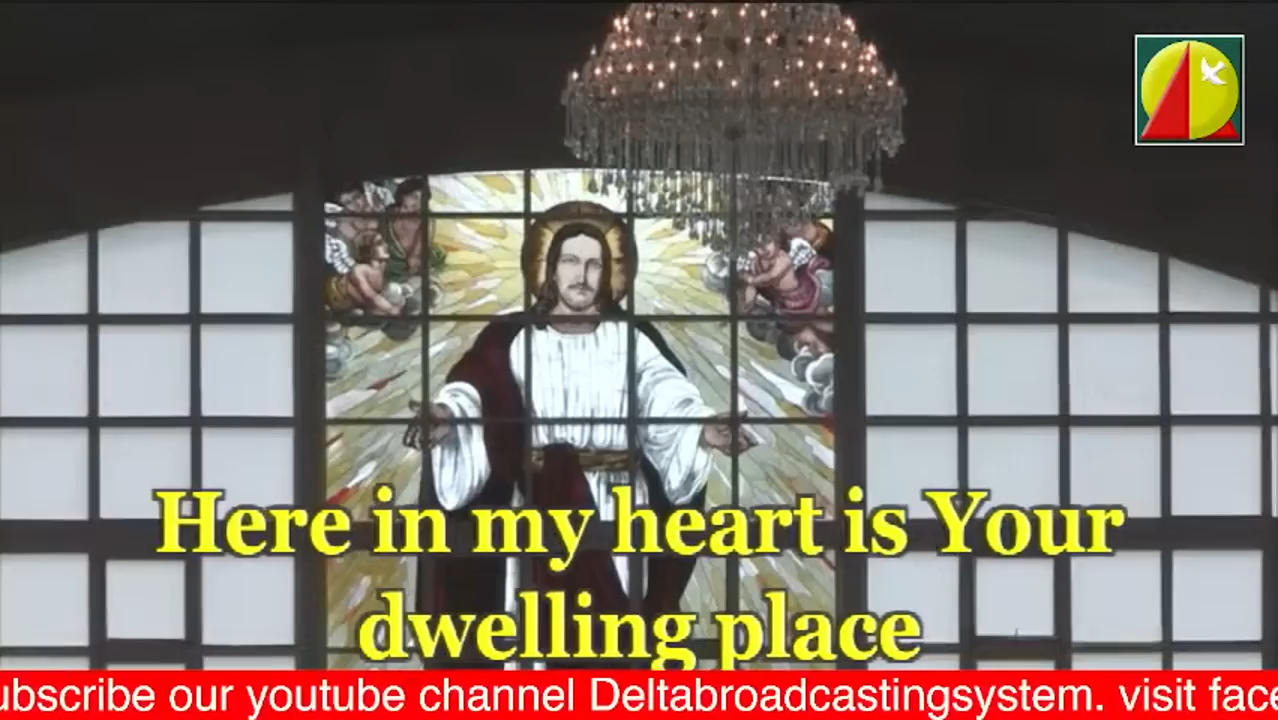 Here in my heart is Your
dwelling place
ubscribe our youtube channel Deltabroadcastingsystem. visit face